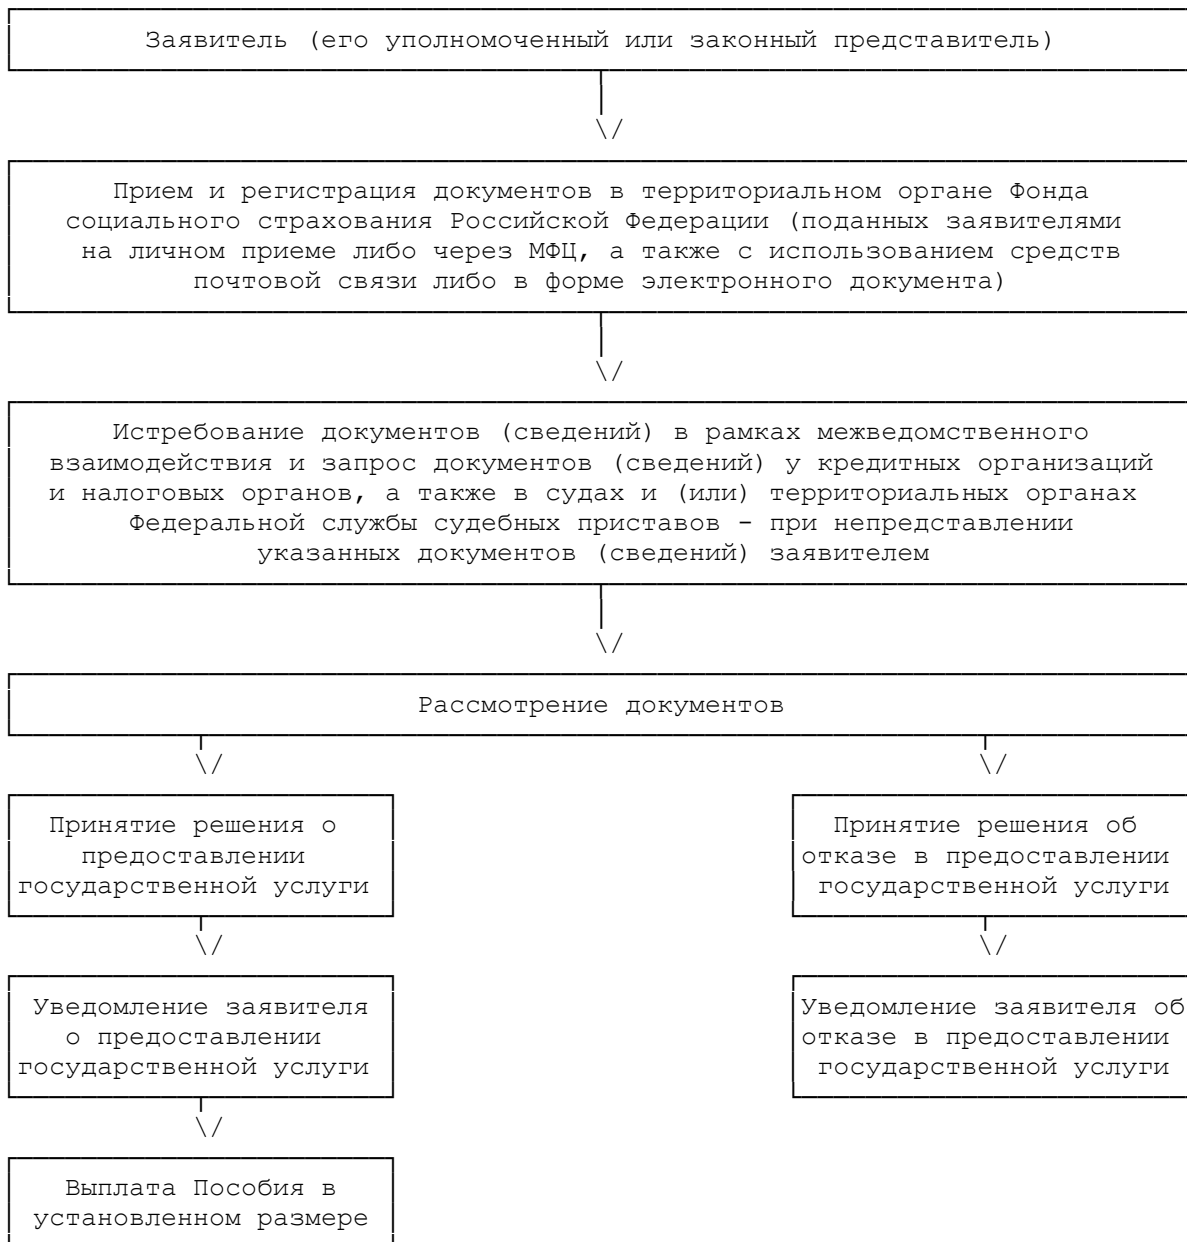 Заявитель (его уполномоченный или законный представитель)
Прием и регистрация документов в территориальном органе Фонда
социального страхования Российской Федерации (поданных заявителями
на личном приеме либо через МФЦ, а также с использованием средств
почтовой связи либо в форме электронного документа)
Истребование документов (сведений) в рамках межведомственного
взаимодействия и запрос документов (сведений) у кредитных организаций
и налоговых органов, а также в судах и (или) территориальных органах
Федеральной службы судебных приставов - при непредставлении
указанных документов (сведений) заявителем
Рассмотрение документов
Принятие решения о
предоставлении
государственной услуги
Принятие решения об
отказе в предоставлении
государственной услуги
Уведомление заявителя
о предоставлении
государственной услуги
Уведомление заявителя об
отказе в предоставлении
государственной услуги
Выплата Пособия в
установленном размере